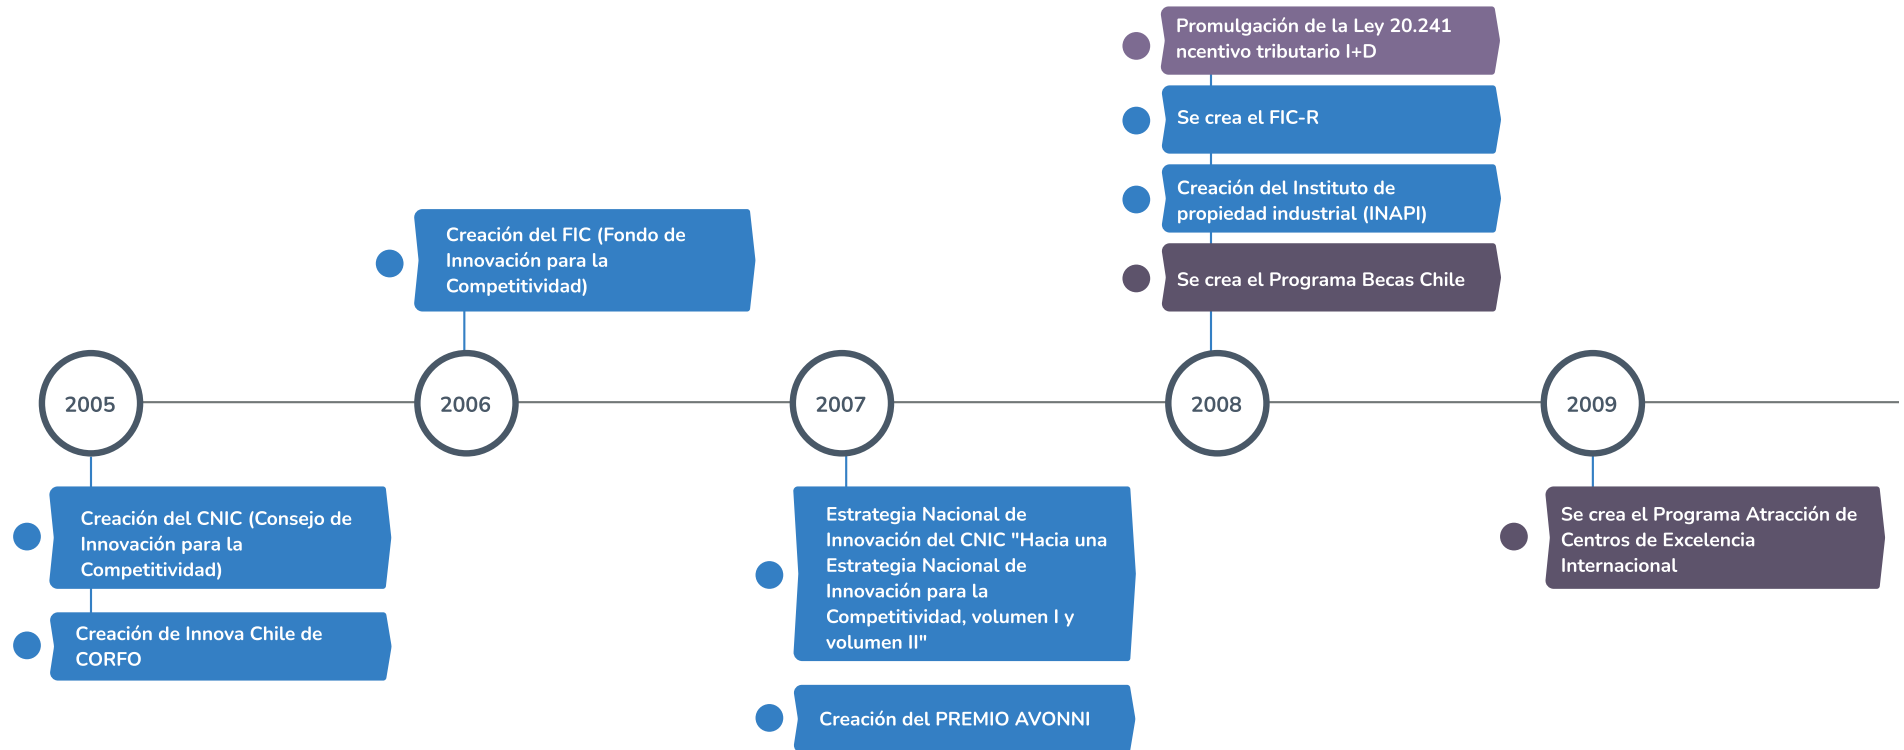 Promulgación de la Ley 20.241
ncentivo tributario I+D
Se crea el FIC-R
Creación del Instituto de
propiedad industrial (INAPI)
Se crea el Programa Becas Chile
Creación del FIC (Fondo de
Innovación para la
Competitividad)
2005
2006
2007
2008
2009
Creación del CNIC (Consejo de
Innovación para la
Competitividad)
Creación de Innova Chile de
CORFO
Estrategia Nacional de
Innovación del CNIC "Hacia una
Estrategia Nacional de
Innovación para la
Competitividad, volumen I y
volumen II"
Creación del PREMIO AVONNI
Se crea el Programa Atracción de
Centros de Excelencia
Internacional